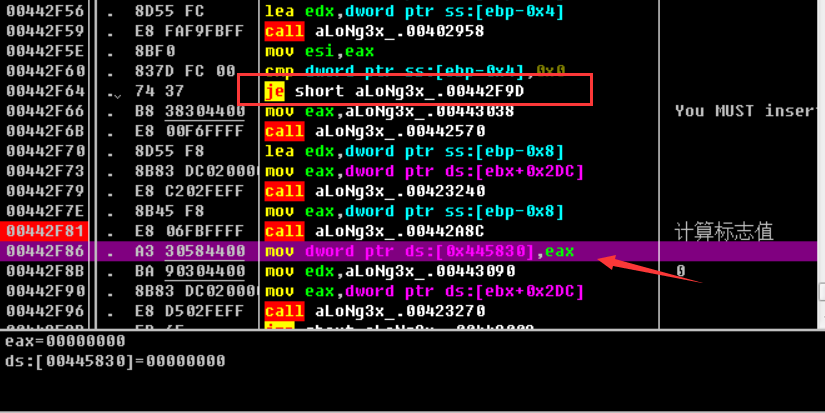 00442F56 . 8D55 FC lea edx,dword ptr ss:[ebp-0x4]
00442F59 . E8 FAF9FBFF call aLoNg3x_.00402958
00442F5E . 8BF0 mov esi,eax
00442F60 . 837D FC 00 cmp dword ptr ss:[ebp-0x4],0x0
00442F64 . 74 37 je short aLoNg3x_.00442F9D
00442F66 . B8 38304400 mov eax,aLoNg3x_.00443038 You MUST insert
00442F6B . E8 00F6FFFF call aLoNg3x_.00442570
00442F70 . 8D55 F8 lea edx,dword ptr ss:[ebp-0x8]
00442F73 . 8B83 DC020000 mov eax,dword ptr ds:[ebx+0x2DC]
00442F79 . E8 C202FEFF call aLoNg3x_.00423240
00442F7E . 8B45 F8 mov eax,dword ptr ss:[ebp-0x8]
00442F81 . E8 06FBFFFF call aLoNg3x_.00442A8C 计算标志值
00442F86 . A3 30584400 mov dword ptr ds:[0x445830],eax
00442F8B . BA 90304400 mov edx,aLoNg3x_.00443090 0
00442F90 . 8B83 DC020000 mov eax,dword ptr ds:[ebx+0x2DC]
00442F96 . E8 D502FEFF call aLoNg3x_.00423270
eax=00000000
ds:[00445830]=00000000